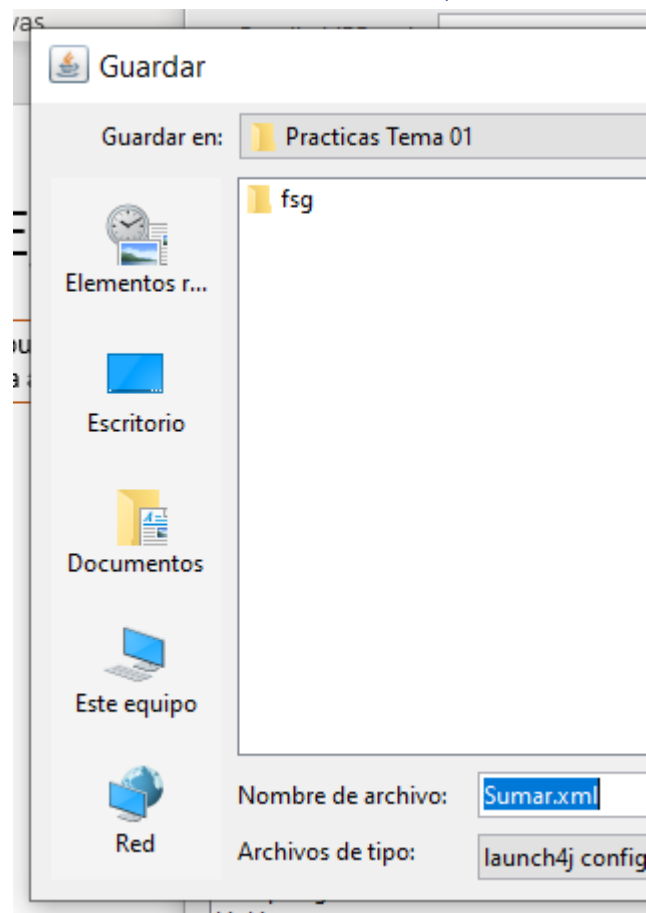 vas
Guardar
Guardar en:
Practicas Tema 01
fsg
Elementos r...
Escritorio
Documentos
Este equipo
Red
Nombre de archivo:
Sumar.xml
Archivos de tipo:
launch4j config